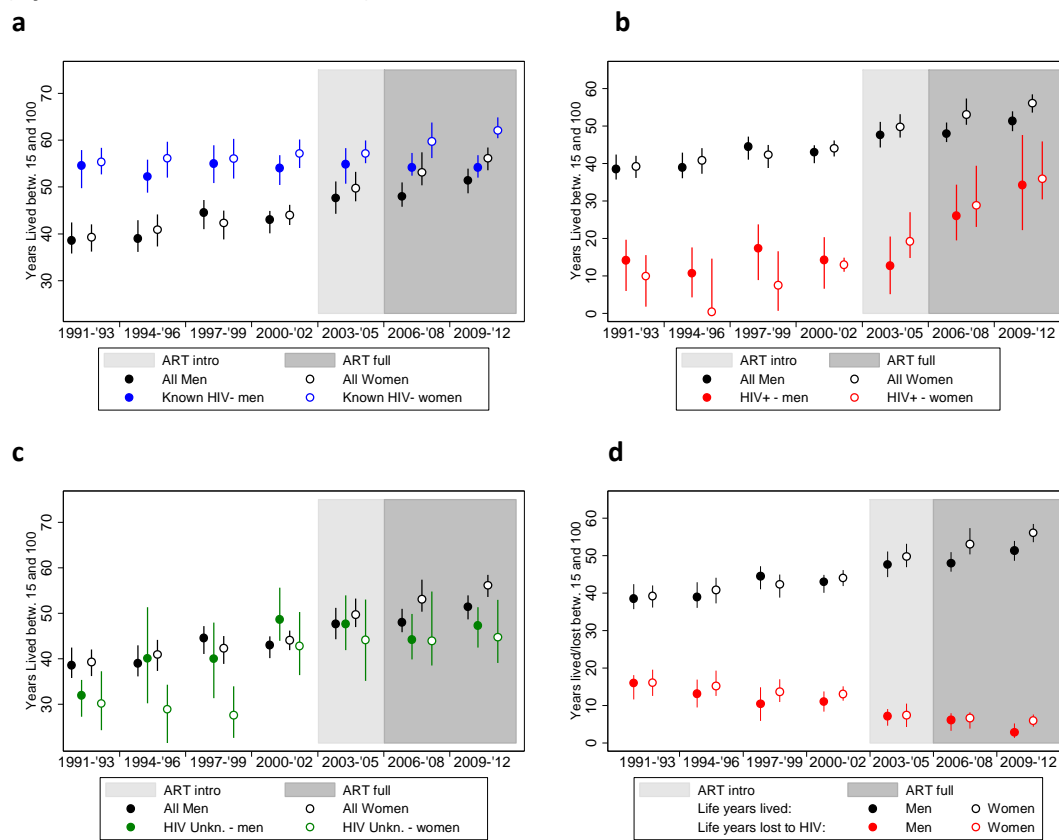 a
Years Lived betw. 15 and 100
70
60
50
40
30
1991-'93 1994-'96 1997-'99 2000-'02 2003-'05 2006-'08 2009-'12
ART intro ART full
All Men All Women
Known HIV- men Known HIV- women
b
Years Lived betw. 15 and 100
60
50
40
30
20
10
0
1991-'93 1994-'96 1997-'99 2000-'02 2003-'05 2006-'08 2009-'12
ART intro ART full
All Men All Women
HIV+ - men HIV+ - women
c
Years Lived betw. 15 and 100
70
60
50
40
30
1991-'93 1994-'96 1997-'99 2000-'02 2003-'05 2006-'08 2009-'12
ART intro ART full
All Men All Women
HIV Unkn. - men HIV Unkn. - women
d
Years lived/lost betw. 15 and 100
60
50
40
30
20
10
0
1991-'93 1994-'96 1997-'99 2000-'02 2003-'05 2006-'08 2009-'12
ART intro ART full
Life years lived: Men Women
Life years lost to HIV: Men Women